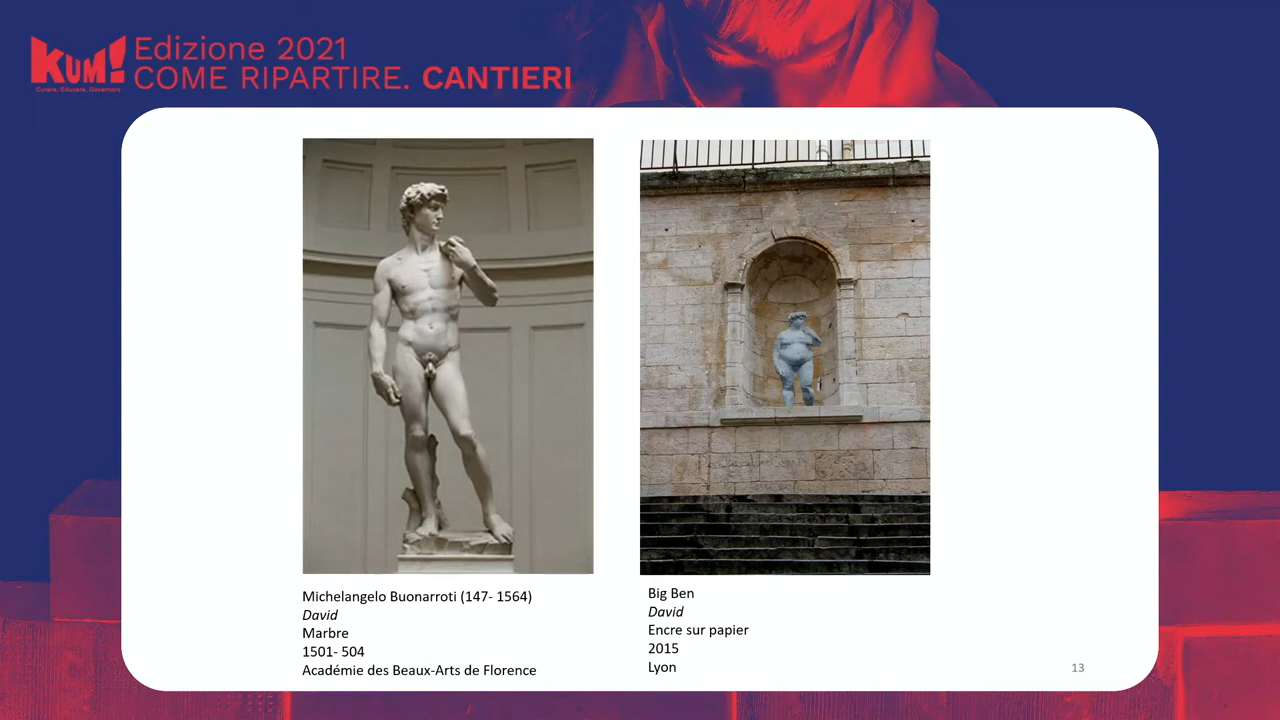 KUM!
Curare, Educare, Governare
Edizione 2021
COME RIPARTIRE. CANTIERI
Michelangelo Buonarroti (147- 1564)
David
Marbre
1501- 504
Académie des Beaux-Arts de Florence
Big Ben
David
Encre sur papier
2015
Lyon
13